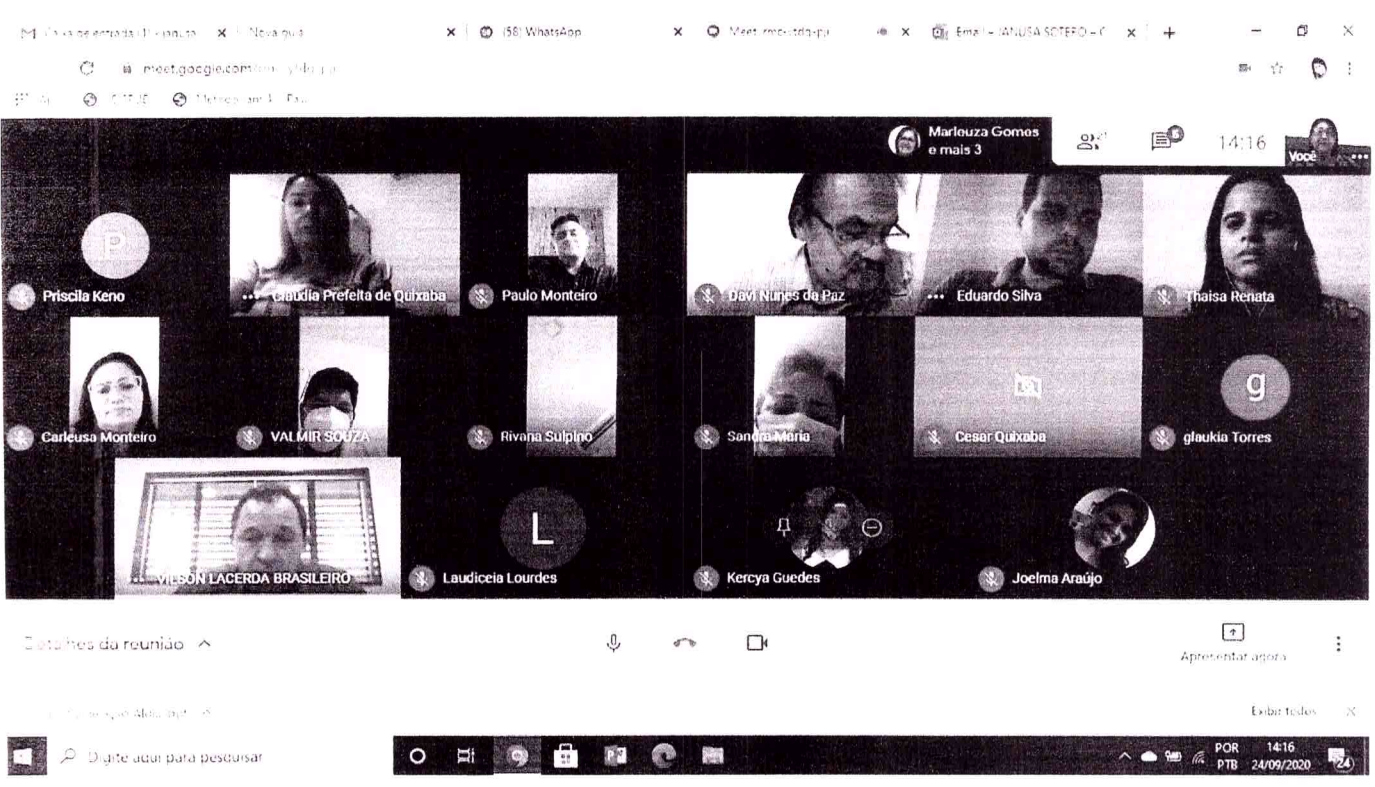 (58) WhatsApp
meet.google.com
Marleuza Gomes
e mais 3
14:16
Você
P
Priscila Keno
Claudia Prefeita de Quixaba
Paulo Monteiro
Davi Nunes da Paz
Eduardo Silva
Thaisa Renata
Carleusa Monteiro
VALMIR SOUZA
Rivana Sulpino
Sandra Maria
Cesar Quixaba
g
glaukia Torres
VILSON LACERDA BRASILEIRO
L
Laudiceia Lourdes
Kercya Guedes
Joelma Araújo
Detalhes da reunião
Apresentar agora
Exibir todos
Digite aqui para pesquisar
POR
PTB
14:16
24/09/2020
24